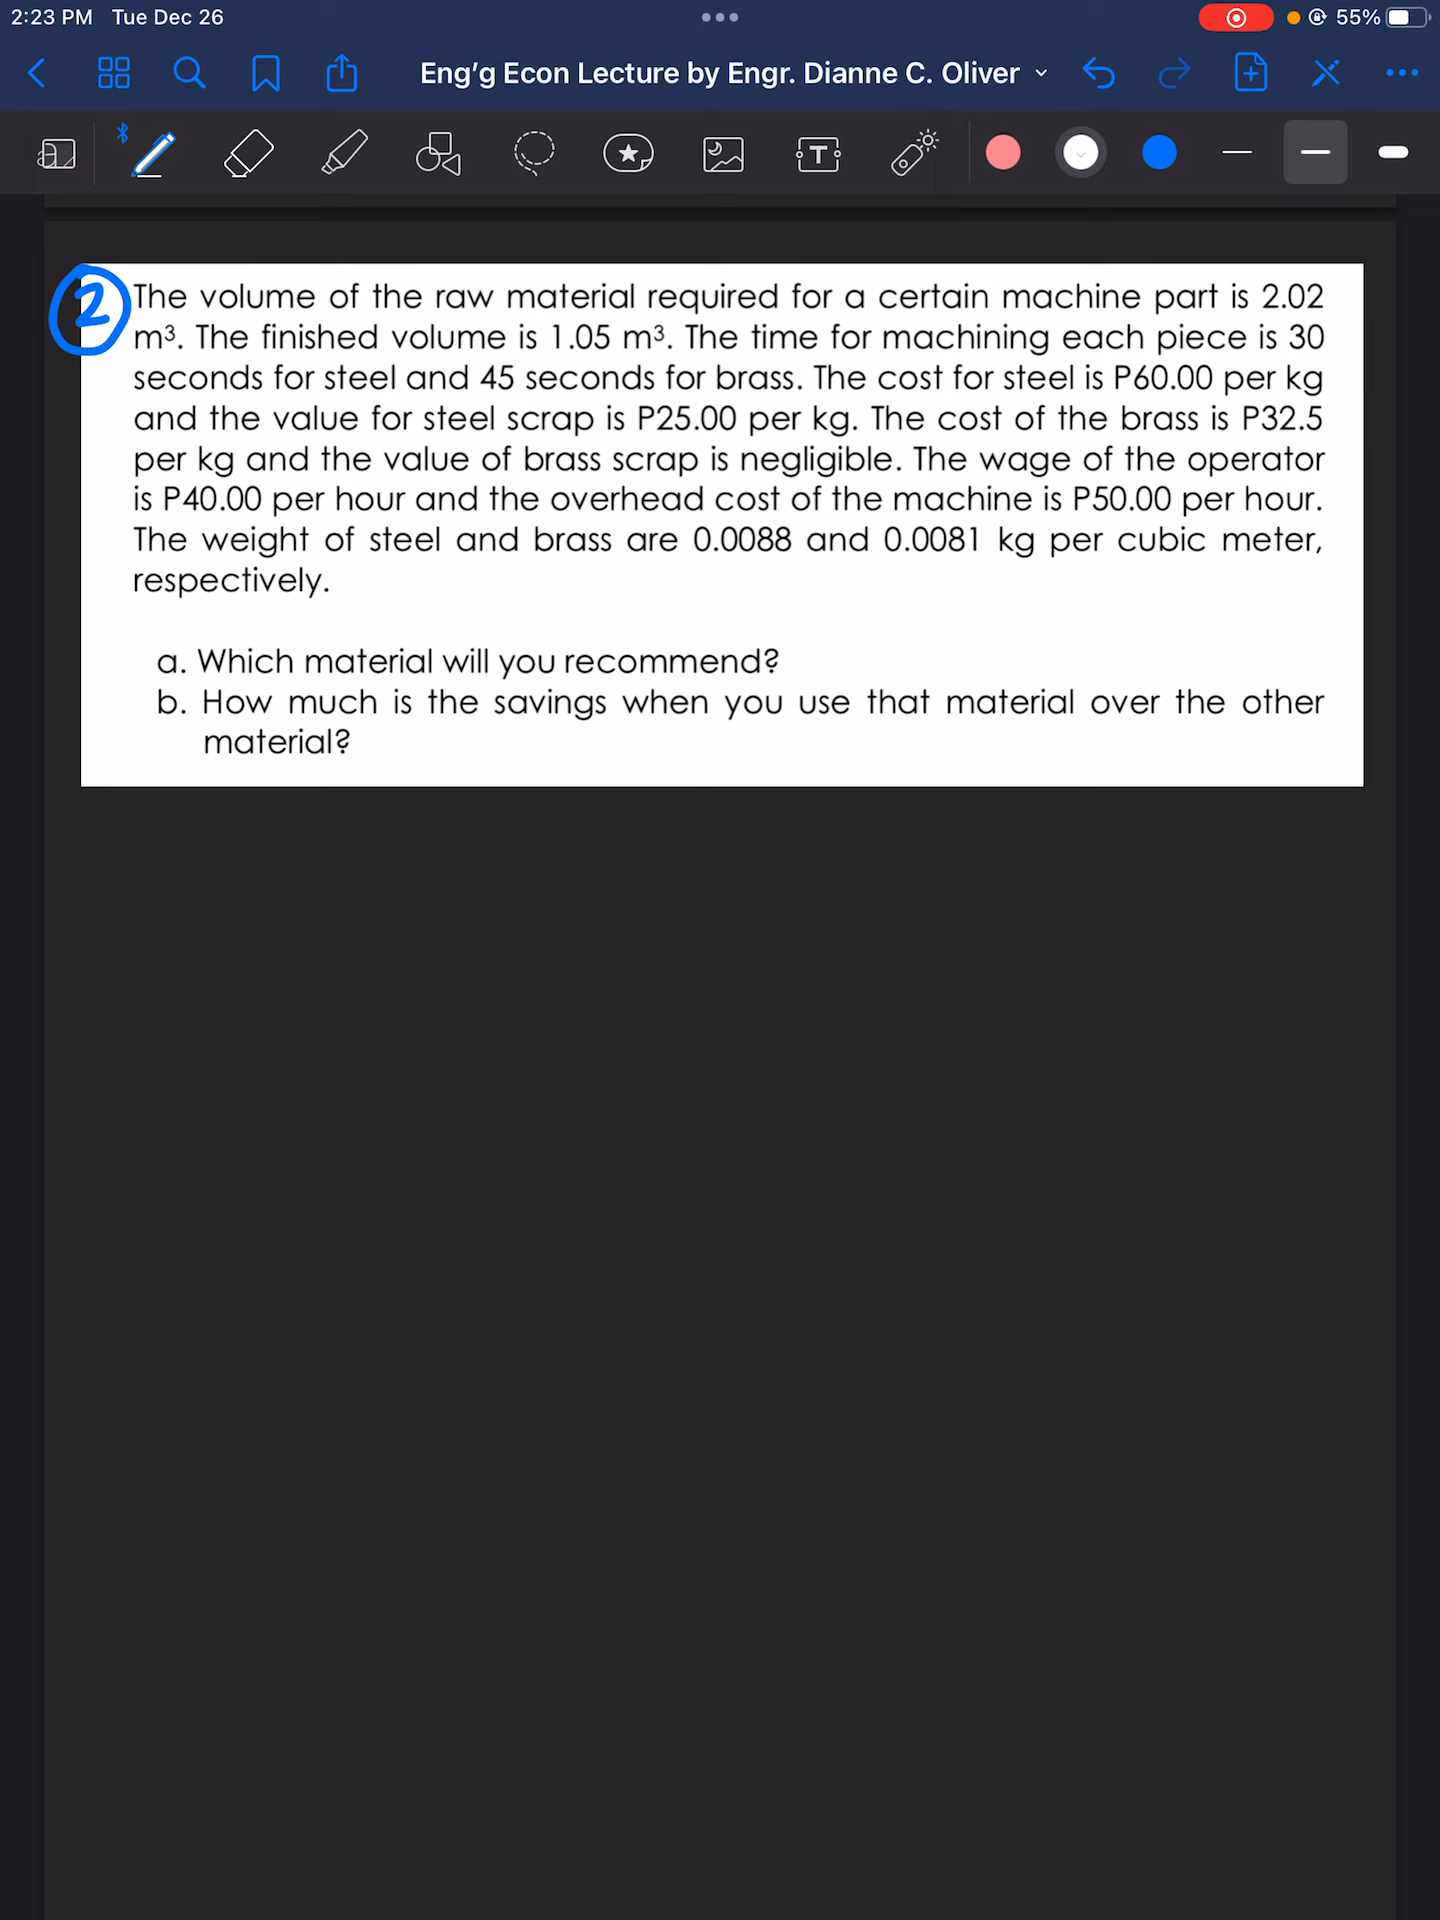 2:23 PM Tue Dec 26
55%
Eng'g Econ Lecture by Engr. Dianne C. Oliver
2
The volume of the raw material required for a certain machine part is 2.02
m³. The finished volume is 1.05 m³. The time for machining each piece is 30
seconds for steel and 45 seconds for brass. The cost for steel is P60.00 per kg
and the value for steel scrap is P25.00 per kg. The cost of the brass is P32.5
per kg and the value of brass scrap is negligible. The wage of the operator
is P40.00 per hour and the overhead cost of the machine is P50.00 per hour.
The weight of steel and brass are 0.0088 and 0.0081 kg per cubic meter,
respectively.
a. Which material will you recommend?
b. How much is the savings when you use that material over the other
material?